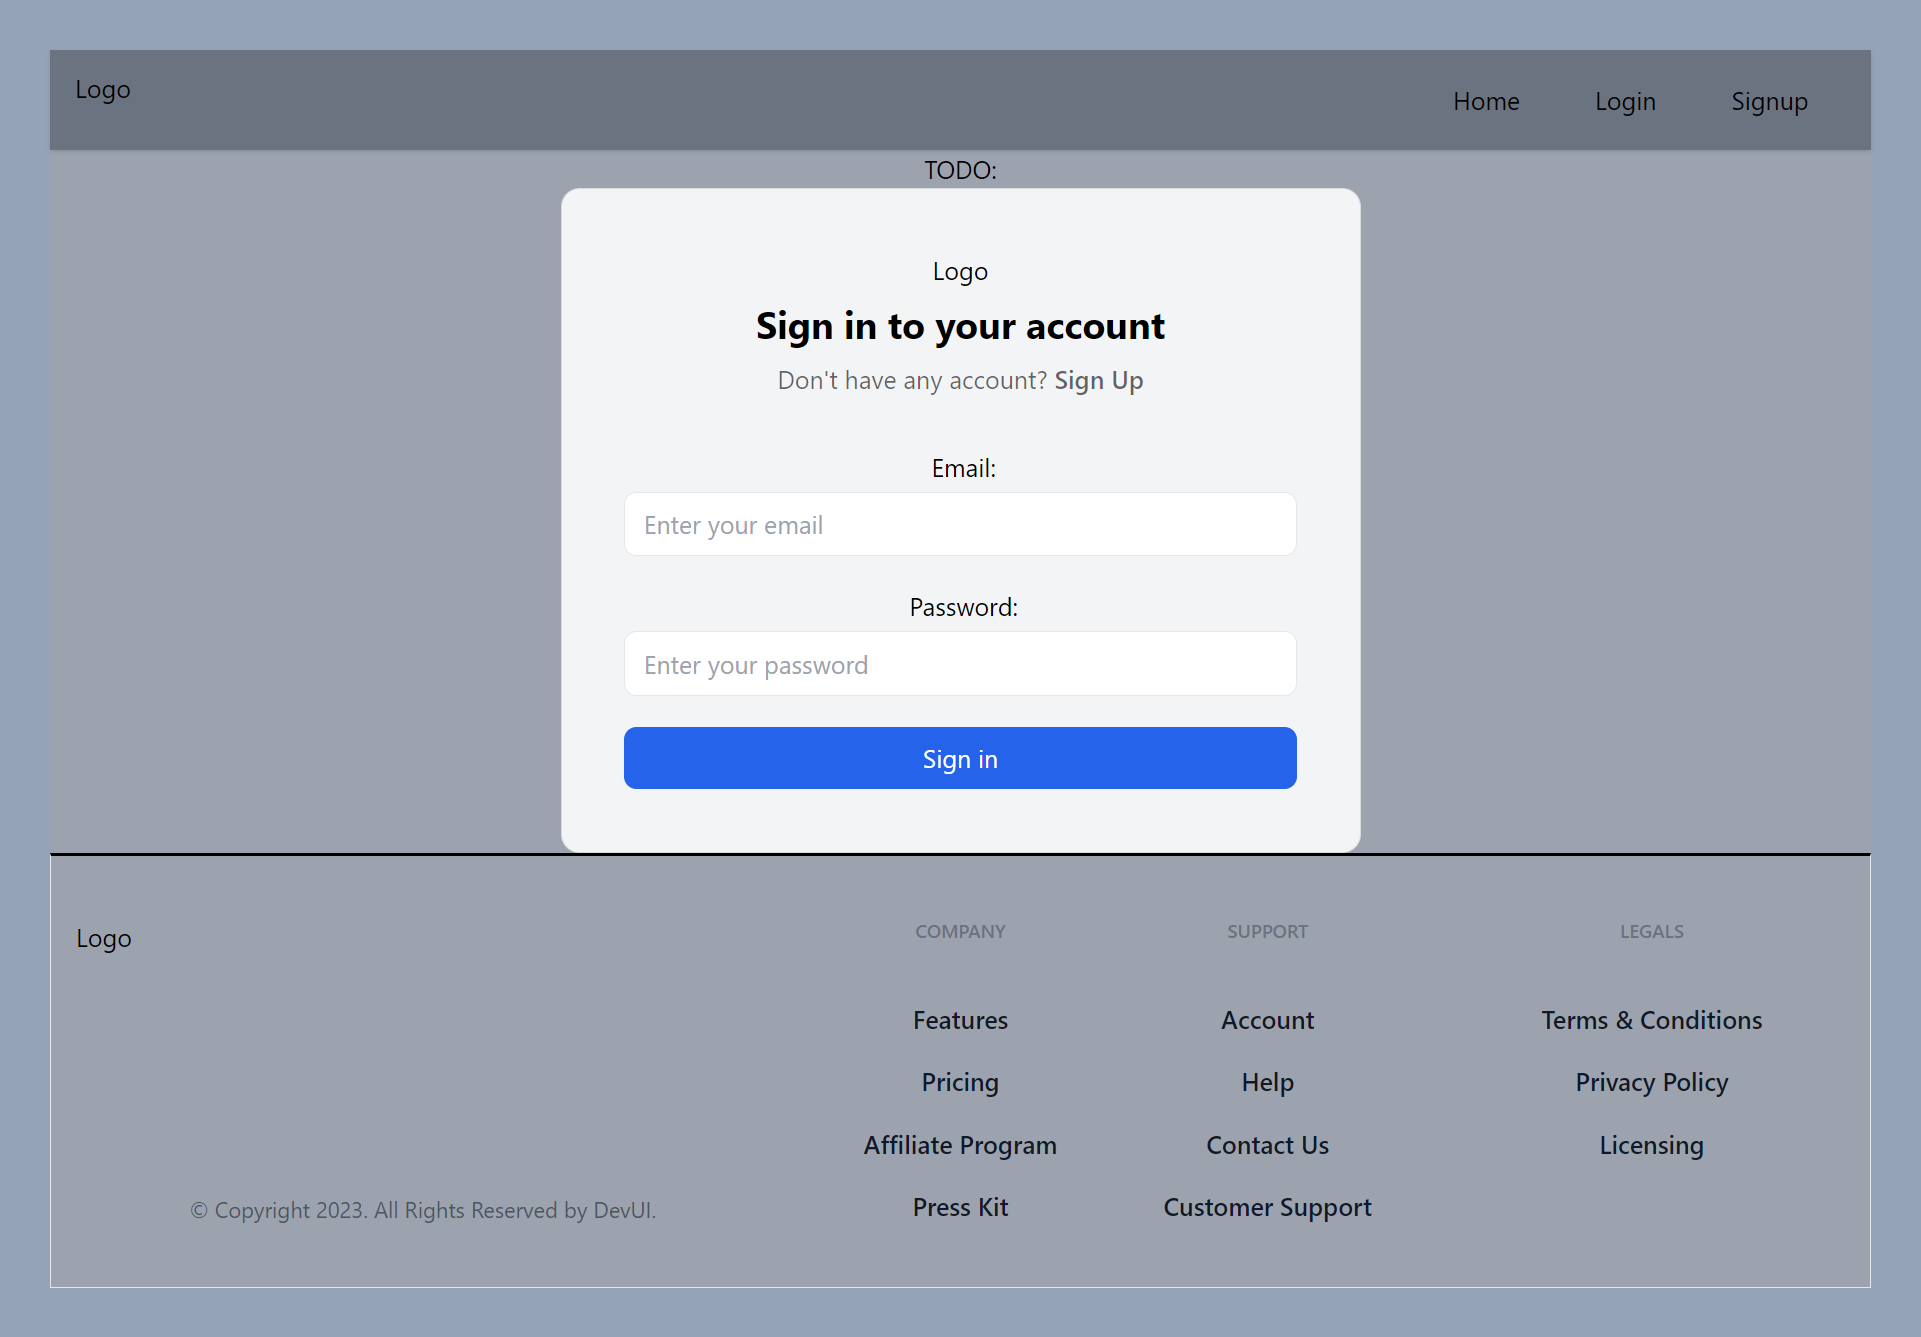 Logo
Home Login Signup
TODO:
Logo
Sign in to your account
Don't have any account? Sign Up
Email:
Enter your email
Password:
Enter your password
Sign in
Logo
© Copyright 2023. All Rights Reserved by DevUI.
COMPANY
Features
Pricing
Affiliate Program
Press Kit
SUPPORT
Account
Help
Contact Us
Customer Support
LEGALS
Terms & Conditions
Privacy Policy
Licensing